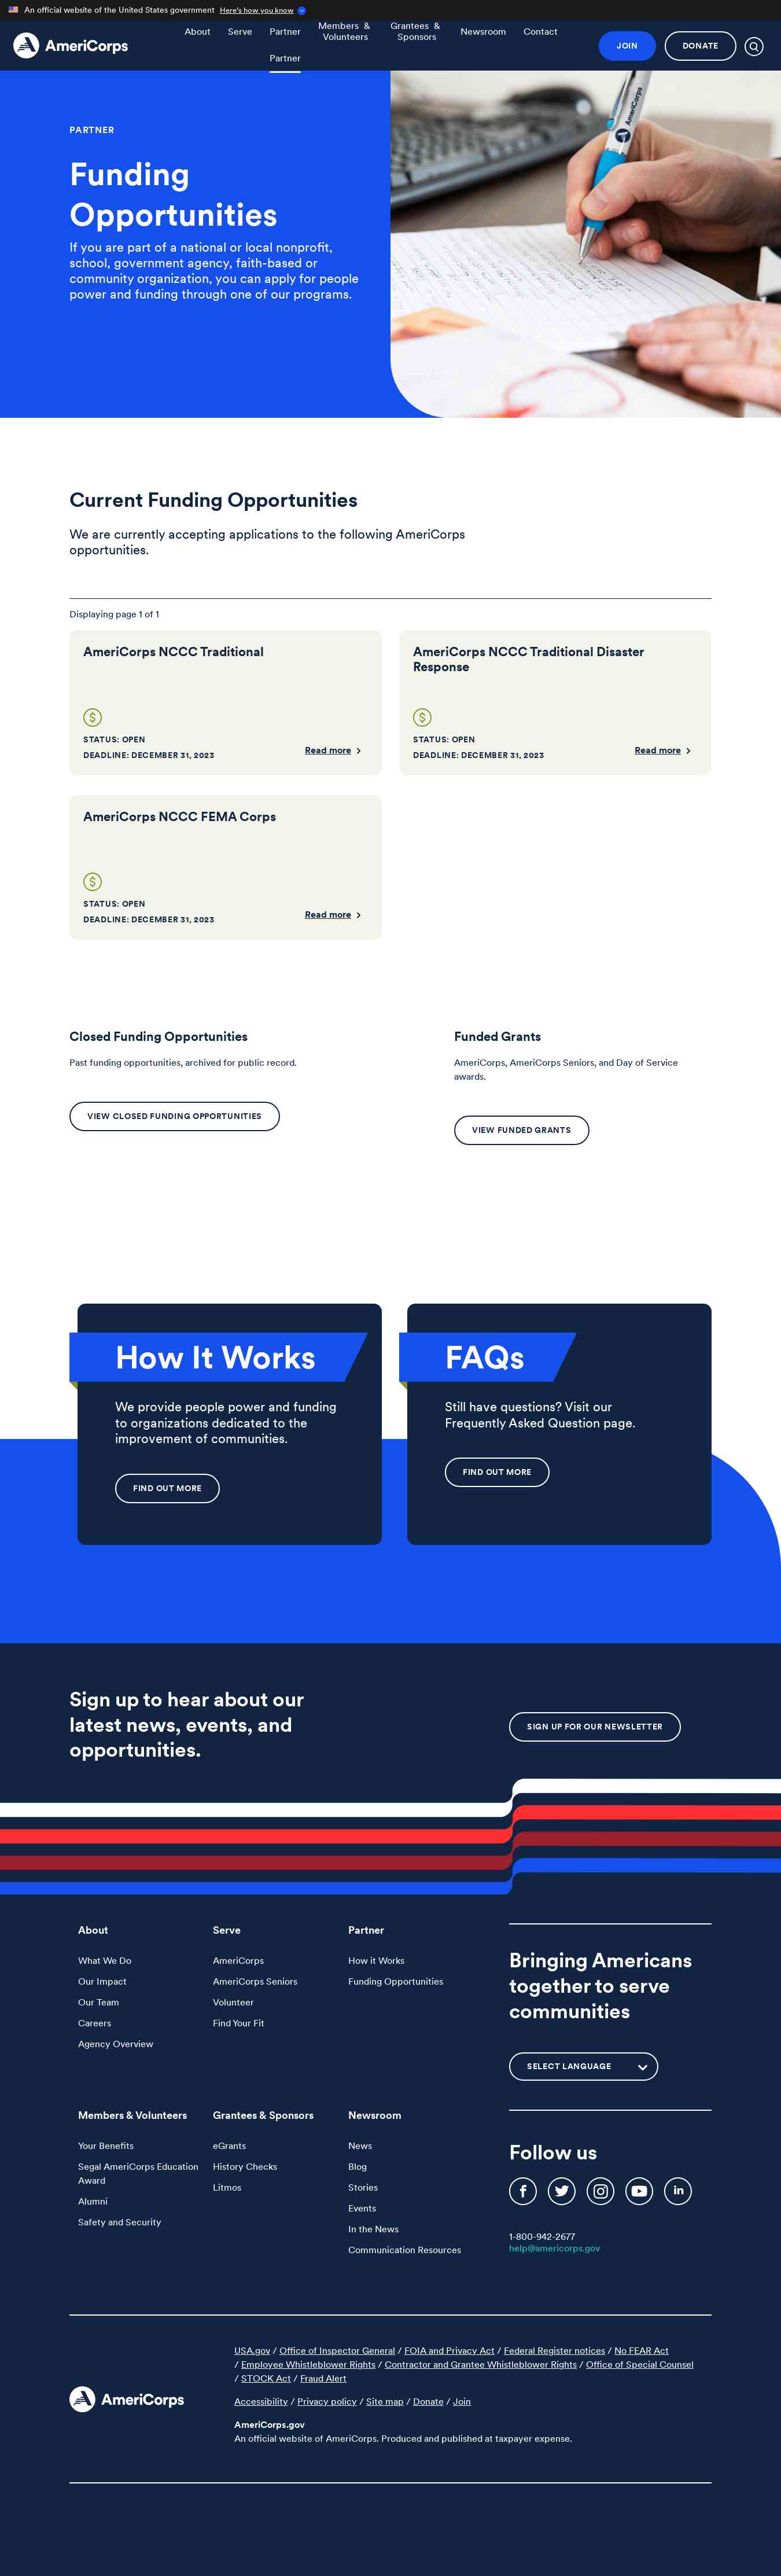 An official website of the United States government Here's how you know
AmeriCorps
About
Serve
Partner
Members & Volunteers
Grantees & Sponsors
Newsroom
Contact
Partner
JOIN
DONATE
PARTNER
Funding
Opportunities
If you are part of a national or local nonprofit,
school, government agency, faith-based or
community organization, you can apply for people
power and funding through one of our programs.
AmeriCorps
Current Funding Opportunities
We are currently accepting applications to the following AmeriCorps
opportunities.
Displaying page 1 of 1
AmeriCorps NCCC Traditional
STATUS: OPEN
DEADLINE: DECEMBER 31, 2023
Read more
AmeriCorps NCCC Traditional Disaster
Response
STATUS: OPEN
DEADLINE: DECEMBER 31, 2023
Read more
AmeriCorps NCCC FEMA Corps
STATUS: OPEN
DEADLINE: DECEMBER 31, 2023
Read more
Closed Funding Opportunities
Past funding opportunities, archived for public record.
VIEW CLOSED FUNDING OPPORTUNITIES
Funded Grants
AmeriCorps, AmeriCorps Seniors, and Day of Service
awards.
VIEW FUNDED GRANTS
How It Works
We provide people power and funding
to organizations dedicated to the
improvement of communities.
FIND OUT MORE
FAQs
Still have questions? Visit our
Frequently Asked Question page.
FIND OUT MORE
Sign up to hear about our
latest news, events, and
opportunities.
SIGN UP FOR OUR NEWSLETTER
About
What We Do
Our Impact
Our Team
Careers
Agency Overview
Serve
AmeriCorps
AmeriCorps Seniors
Volunteer
Find Your Fit
Partner
How it Works
Funding Opportunities
Bringing Americans
together to serve
communities
SELECT LANGUAGE
Members & Volunteers
Your Benefits
Segal AmeriCorps Education
Award
Alumni
Safety and Security
Grantees & Sponsors
eGrants
History Checks
Litmos
Newsroom
News
Blog
Stories
Events
In the News
Communication Resources
Follow us
1-800-942-2677
help@americorps.gov
AmeriCorps
USA.gov / Office of Inspector General / FOIA and Privacy Act / Federal Register notices / No FEAR Act
/ Employee Whistleblower Rights / Contractor and Grantee Whistleblower Rights / Office of Special Counsel
/ STOCK Act / Fraud Alert
Accessibility / Privacy policy / Site map / Donate / Join
AmeriCorps.gov
An official website of AmeriCorps. Produced and published at taxpayer expense.